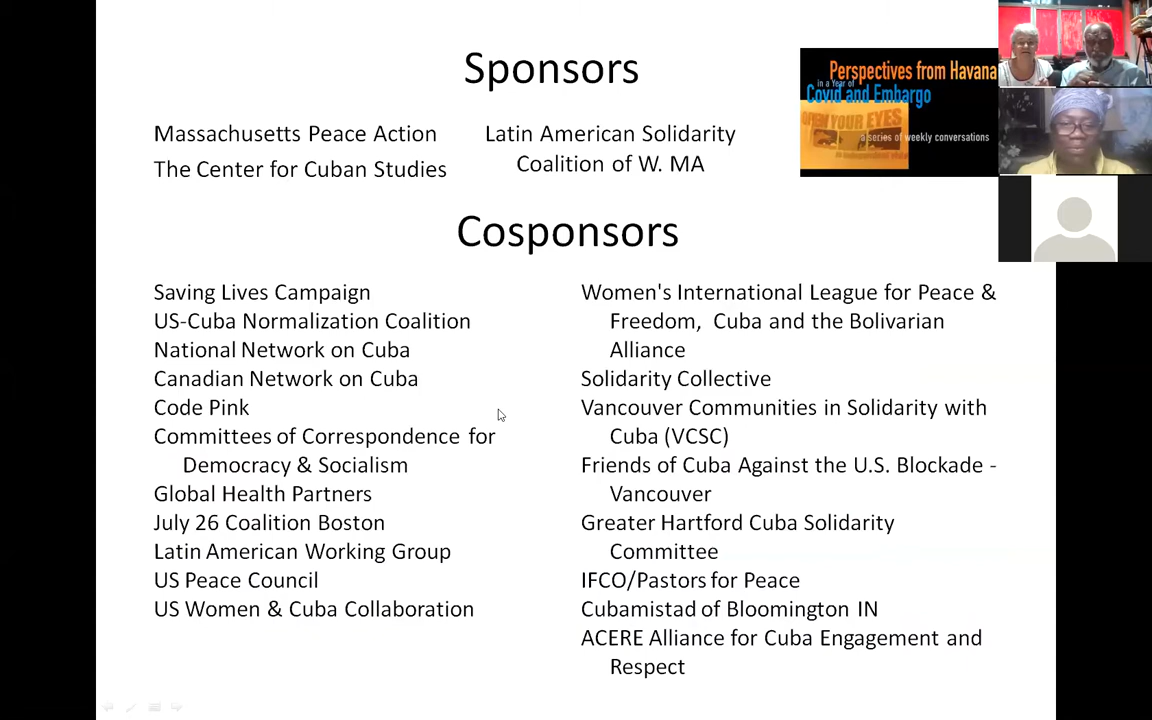 Sponsors
Massachusetts Peace Action
The Center for Cuban Studies
Latin American Solidarity
Coalition of W. MA
Perspectives from Havana
in a Year of
Covid and Embargo
OPEN YOUR EYES
a series of weekly conversations
Cosponsors
Saving Lives Campaign
US-Cuba Normalization Coalition
National Network on Cuba
Canadian Network on Cuba
Code Pink
Committees of Correspondence for
Democracy & Socialism
Global Health Partners
July 26 Coalition Boston
Latin American Working Group
US Peace Council
US Women & Cuba Collaboration
Women's International League for Peace &
Freedom, Cuba and the Bolivarian
Alliance
Solidarity Collective
Vancouver Communities in Solidarity with
Cuba (VCSC)
Friends of Cuba Against the U.S. Blockade -
Vancouver
Greater Hartford Cuba Solidarity
Committee
IFCO/Pastors for Peace
Cubamistad of Bloomington IN
ACERE Alliance for Cuba Engagement and
Respect